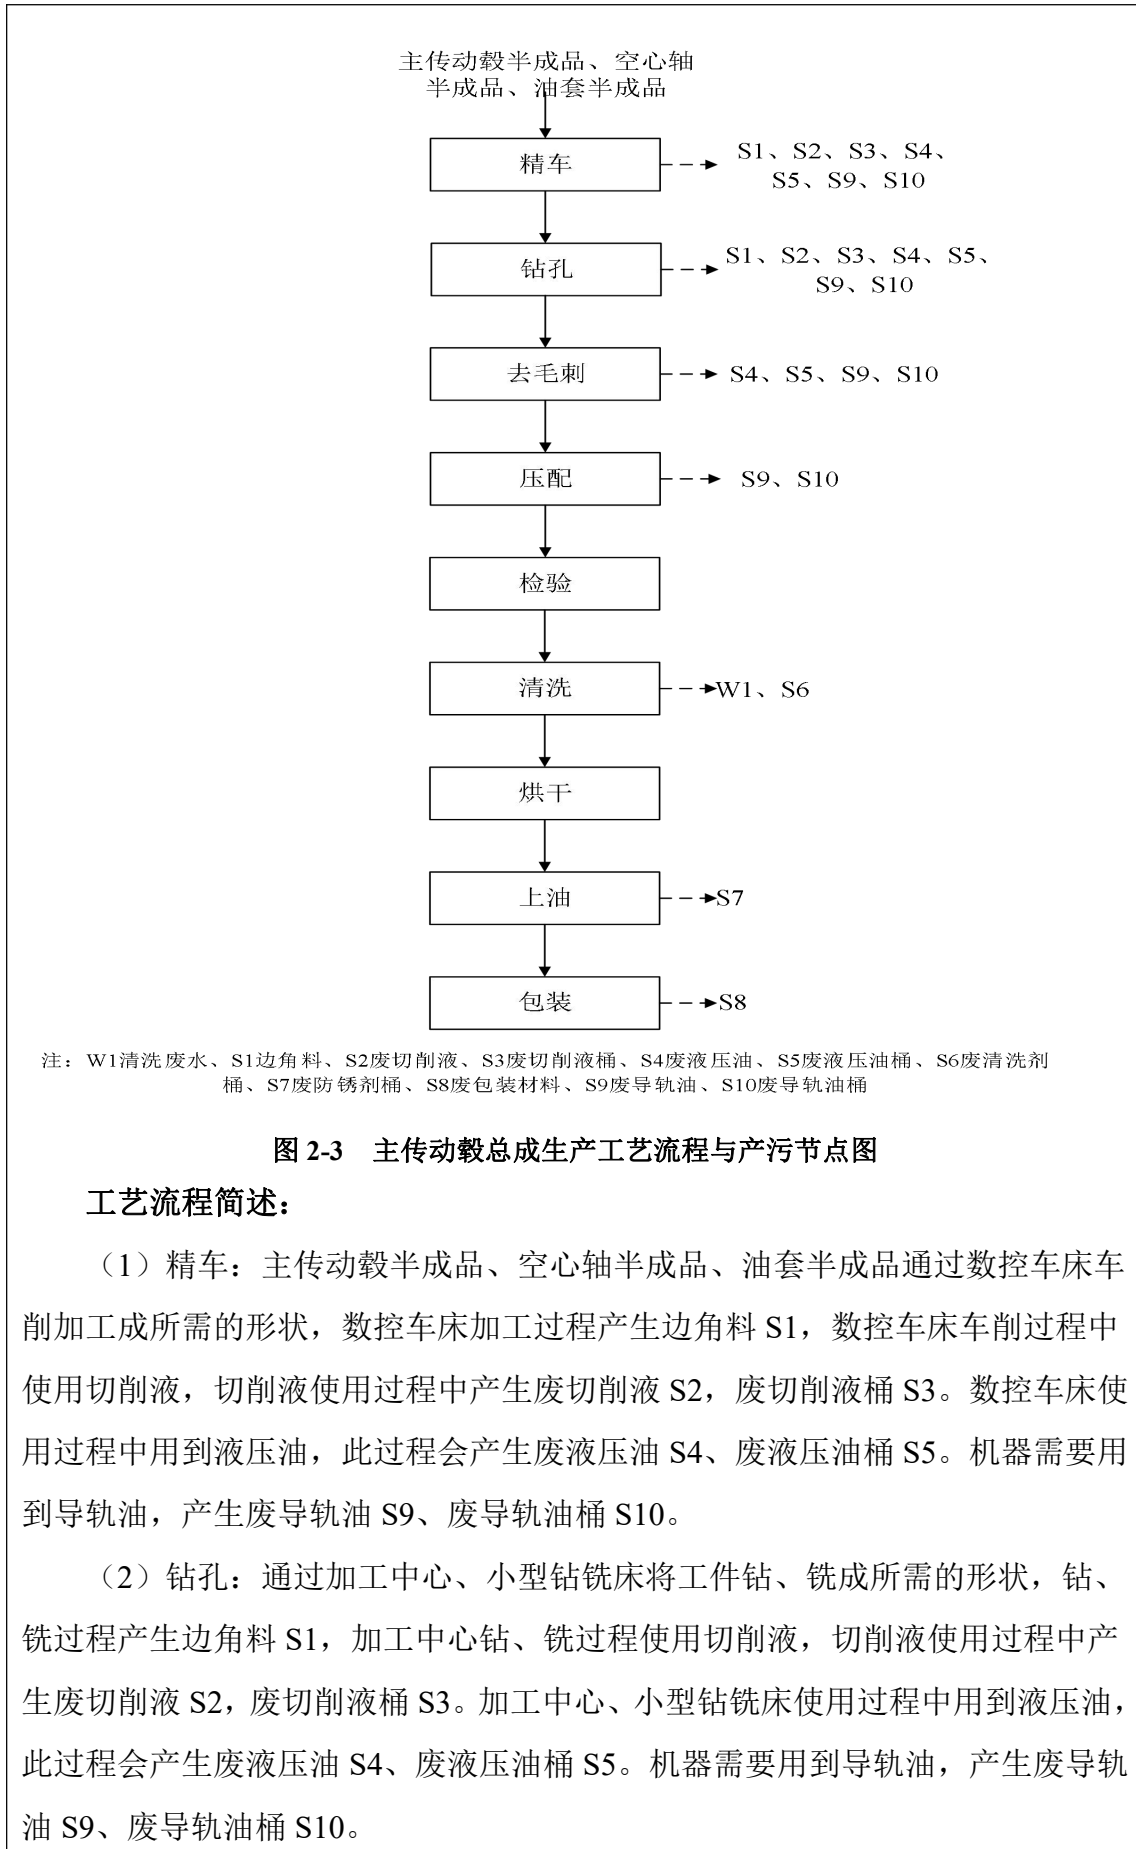 主传动毂半成品、空心轴
半成品、油套半成品
精车
S1、S2、S3、S4、
S5、S9、S10
钻孔
S1、S2、S3、S4、S5、
S9、S10
去毛刺
S4、S5、S9、S10
压配
S9、S10
检验
清洗
W1、S6
烘干
上油
S7
包装
S8
注：W1清洗废水、S1边角料、S2废切削液、S3废切削液桶、S4废液压油、S5废液压油桶、S6废清洗剂
桶、S7废防锈剂桶、S8废包装材料、S9废导轨油、S10废导轨油桶
图 2-3 主传动毂总成生产工艺流程与产污节点图
工艺流程简述：
（1）精车：主传动毂半成品、空心轴半成品、油套半成品通过数控车床车
削加工成所需的形状，数控车床加工过程产生边角料 S1，数控车床车削过程中
使用切削液，切削液使用过程中产生废切削液 S2，废切削液桶 S3。数控车床使
用过程中用到液压油，此过程会产生废液压油 S4、废液压油桶 S5。机器需要用
到导轨油，产生废导轨油 S9、废导轨油桶 S10。
（2）钻孔：通过加工中心、小型钻铣床将工件钻、铣成所需的形状，钻、
铣过程产生边角料 S1，加工中心钻、铣过程使用切削液，切削液使用过程中产
生废切削液 S2，废切削液桶 S3。加工中心、小型钻铣床使用过程中用到液压油，
此过程会产生废液压油 S4、废液压油桶 S5。机器需要用到导轨油，产生废导轨
油 S9、废导轨油桶 S10。